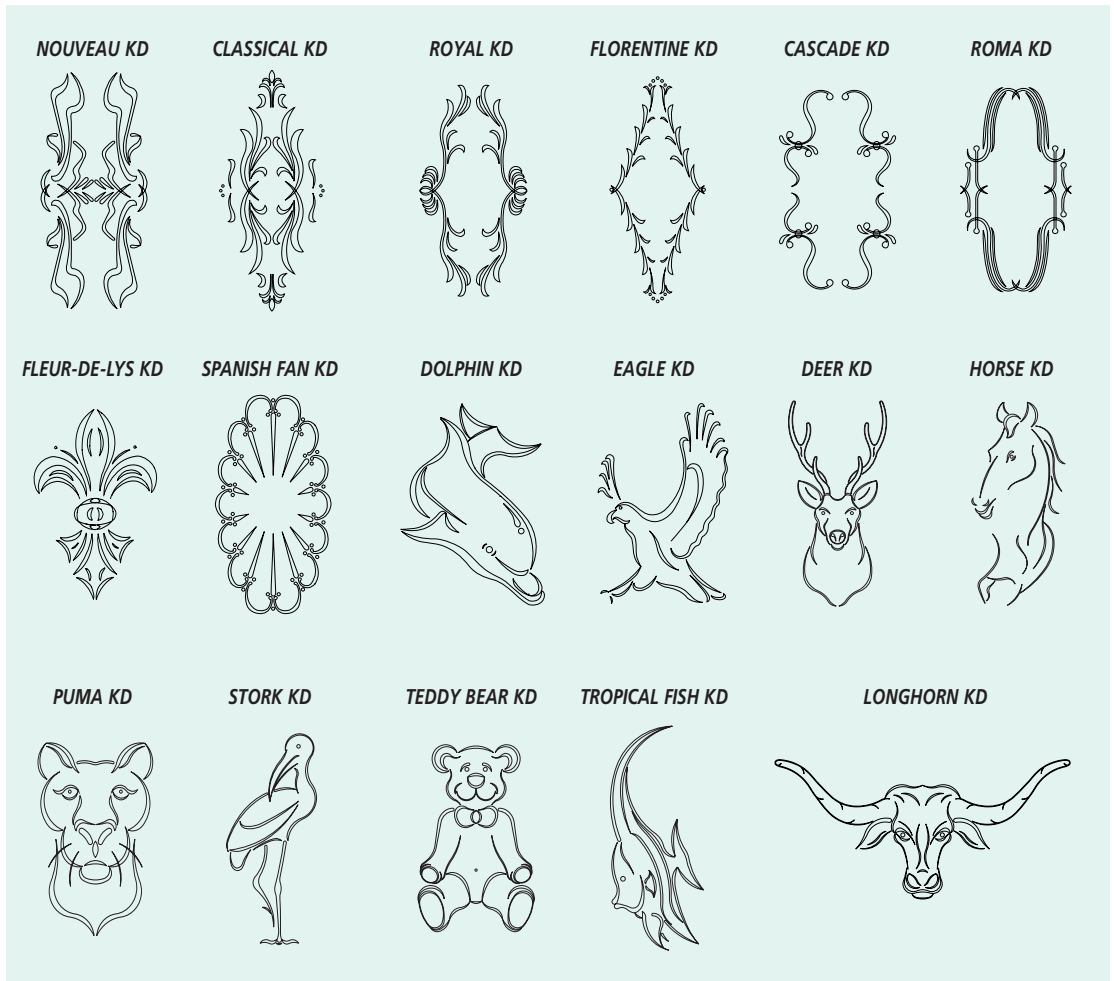 NOUVEAU KD
CLASSICAL KD
ROYAL KD
FLORENTINE KD
CASCADE KD
ROMA KD
FLEUR-DE-LYS KD
SPANISH FAN KD
DOLPHIN KD
EAGLE KD
DEER KD
HORSE KD
PUMA KD
STORK KD
TEDDY BEAR KD
TROPICAL FISH KD
LONGHORN KD